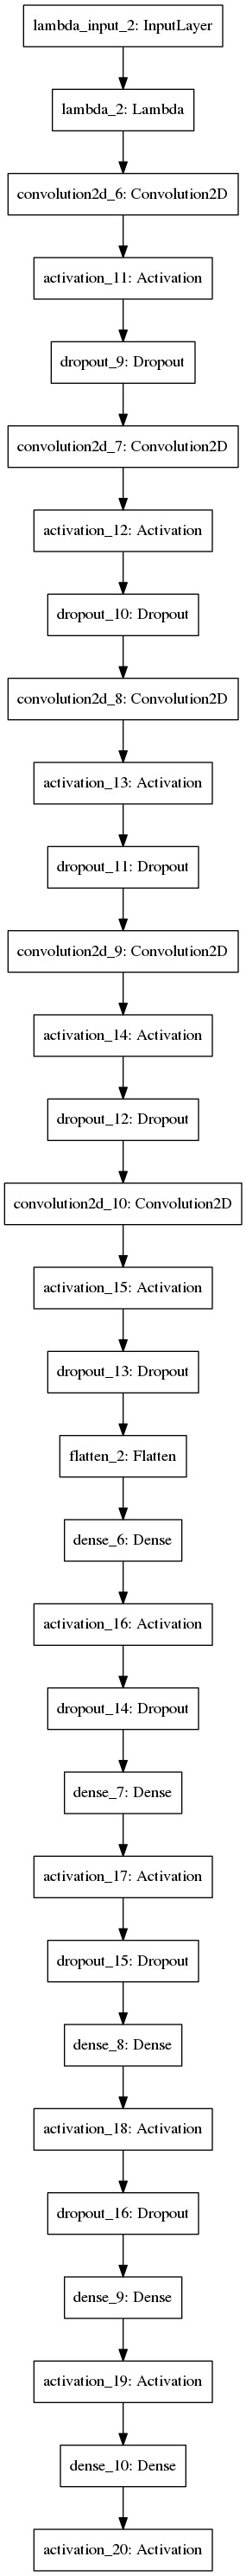 lambda_input_2: InputLayer
lambda_2: Lambda
convolution2d_6: Convolution2D
activation_11: Activation
dropout_9: Dropout
convolution2d_7: Convolution2D
activation_12: Activation
dropout_10: Dropout
convolution2d_8: Convolution2D
activation_13: Activation
dropout_11: Dropout
convolution2d_9: Convolution2D
activation_14: Activation
dropout_12: Dropout
convolution2d_10: Convolution2D
activation_15: Activation
dropout_13: Dropout
flatten_2: Flatten
dense_6: Dense
activation_16: Activation
dropout_14: Dropout
dense_7: Dense
activation_17: Activation
dropout_15: Dropout
dense_8: Dense
activation_18: Activation
dropout_16: Dropout
dense_9: Dense
activation_19: Activation
dense_10: Dense
activation_20: Activation